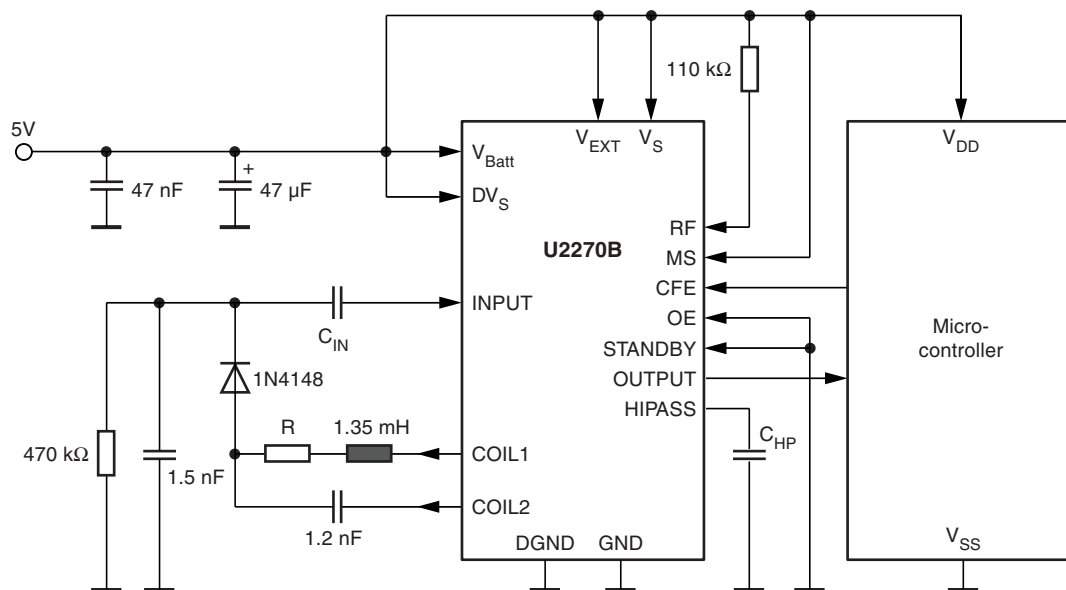 110 kΩ
5V
47 nF
+
47 µF
V_Batt
DV_S
V_EXT
V_S
V_DD
U2270B
RF
MS
CFE
OE
STANDBY
OUTPUT
HIPASS
INPUT
C_IN
1N4148
R
1.35 mH
COIL1
COIL2
470 kΩ
1.5 nF
1.2 nF
C_HP
DGND
GND
Micro-
controller
V_SS